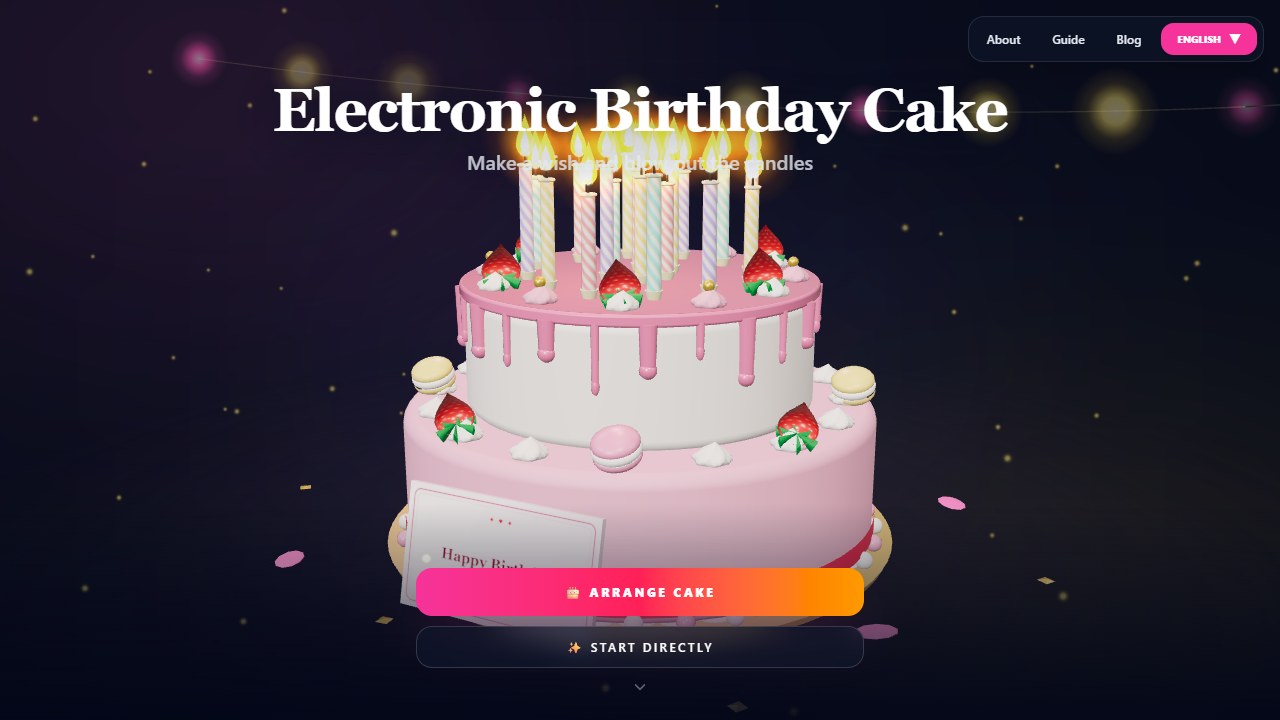 About
Guide
Blog
ENGLISH
Electronic Birthday Cake
Make a wish and blow out the candles
Happy
ARRANGE CAKE
START DIRECTLY